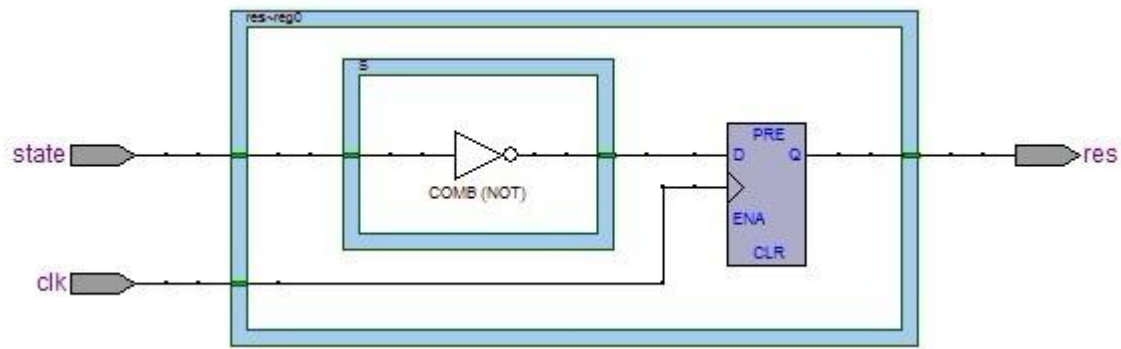 res~reg0
S
state
PRE
D
Q
res
COMB (NOT)
ENA
CLR
clk